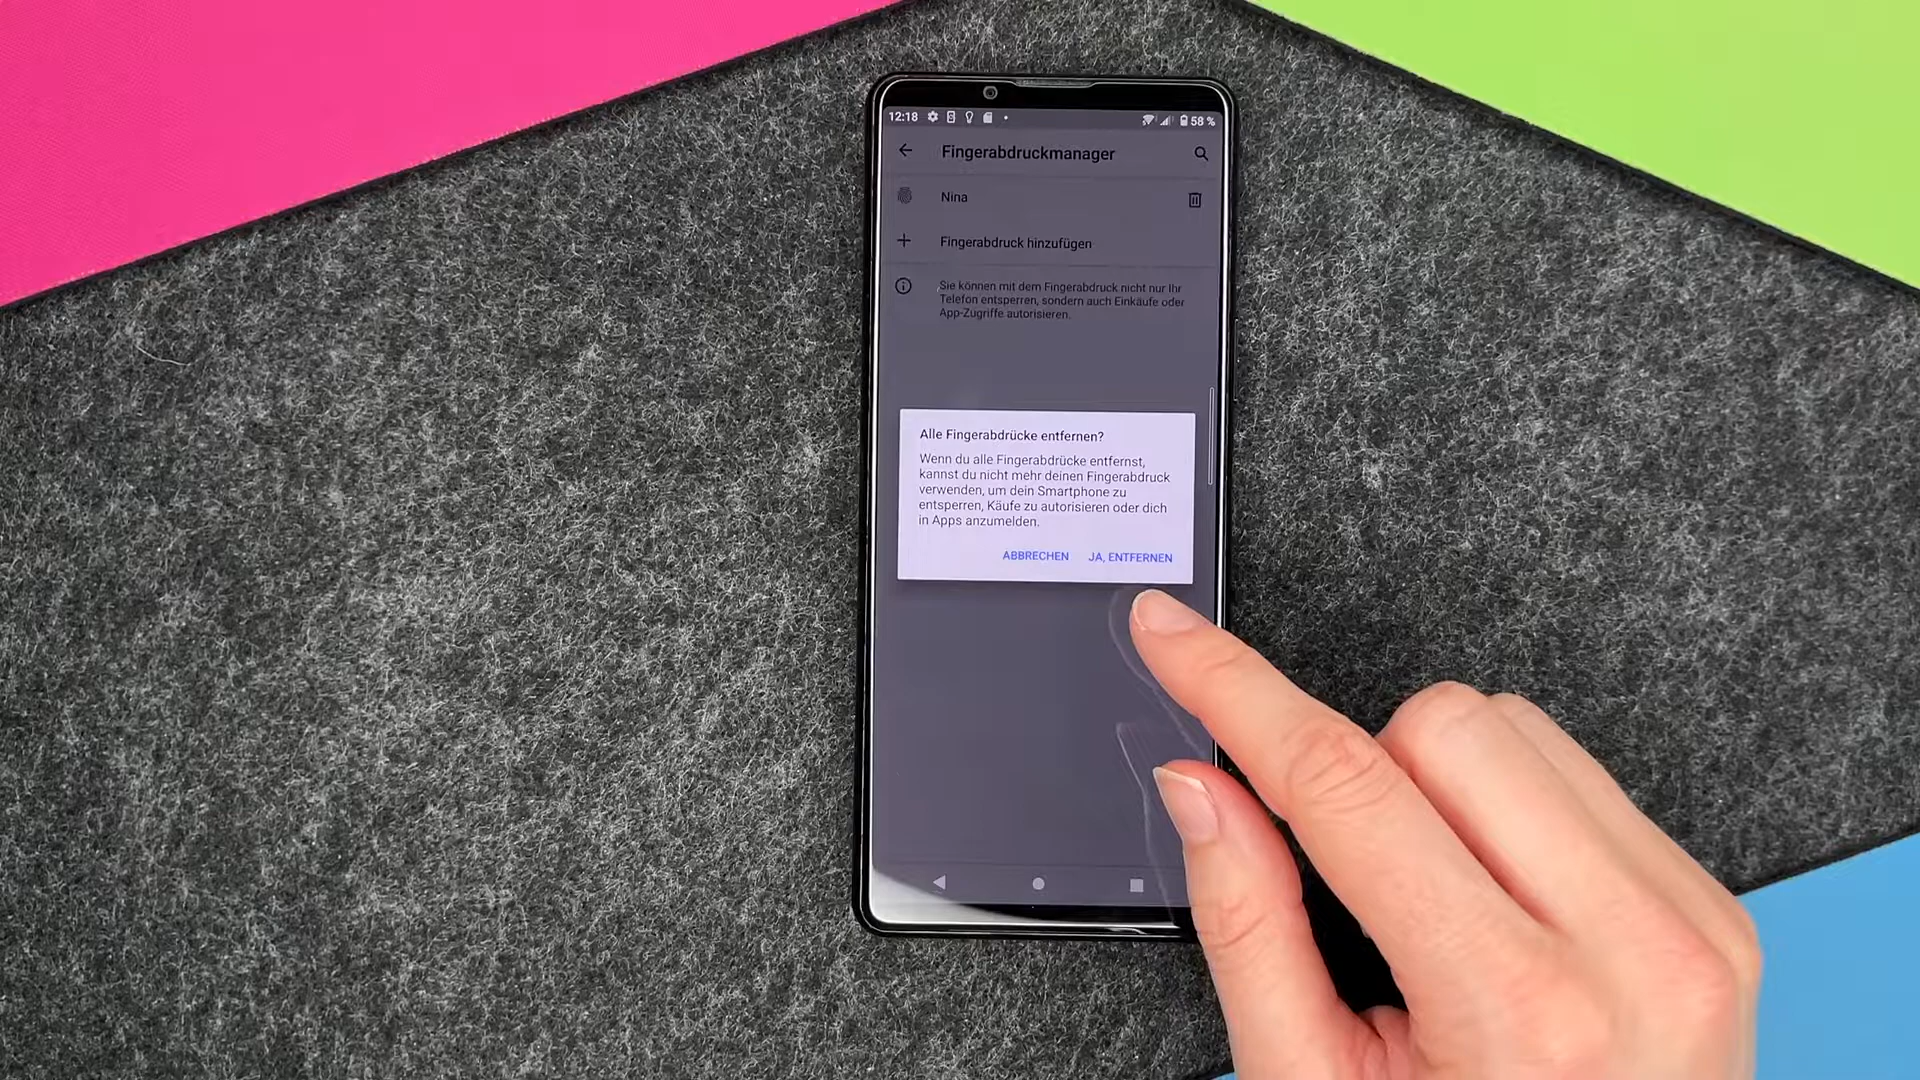 12:18
58 %
Fingerabdruckmanager
Nina
Fingerabdruck hinzufügen
Sie können mit dem Fingerabdruck nicht nur Ihr
Telefon entsperren, sondern auch Einkäufe oder
App-Zugriffe autorisieren.
Alle Fingerabdrücke entfernen?
Wenn du alle Fingerabdrücke entfernst,
kannst du nicht mehr deinen Fingerabdruck
verwenden, um dein Smartphone zu
entsperren, Käufe zu autorisieren oder dich
in Apps anzumelden.
ABBRECHEN JA, ENTFERNEN